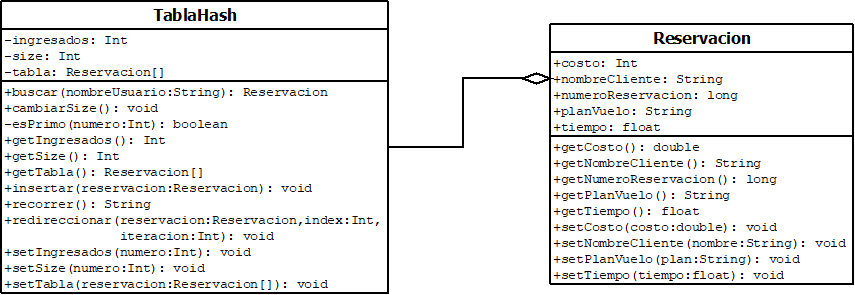 TablaHash
-ingresados: Int
-size: Int
-tabla: Reservacion[]
+buscar(nombreUsuario:String): Reservacion
+cambiarSize(): void
-esPrimo(numero:Int): boolean
+getIngresados(): Int
+getSize(): Int
+getTabla(): Reservacion[]
+insertar(reservacion:Reservacion): void
+recorrer(): String
+redireccionar(reservacion:Reservacion,index:Int,
iteracion:Int): void
+setIngresados(numero:Int): void
+setSize(numero:Int): void
+setTabla(reservacion:Reservacion[]): void
Reservacion
+costo: Int
+nombreCliente: String
+numeroReservacion: long
+planVuelo: String
+tiempo: float
+getCosto(): double
+getNombreCliente(): String
+getNumeroReservacion(): long
+getPlanVuelo(): String
+getTiempo(): float
+setCosto(costo:double): void
+setNombreCliente(nombre:String): void
+setPlanVuelo(plan:String): void
+setTiempo(tiempo:float): void